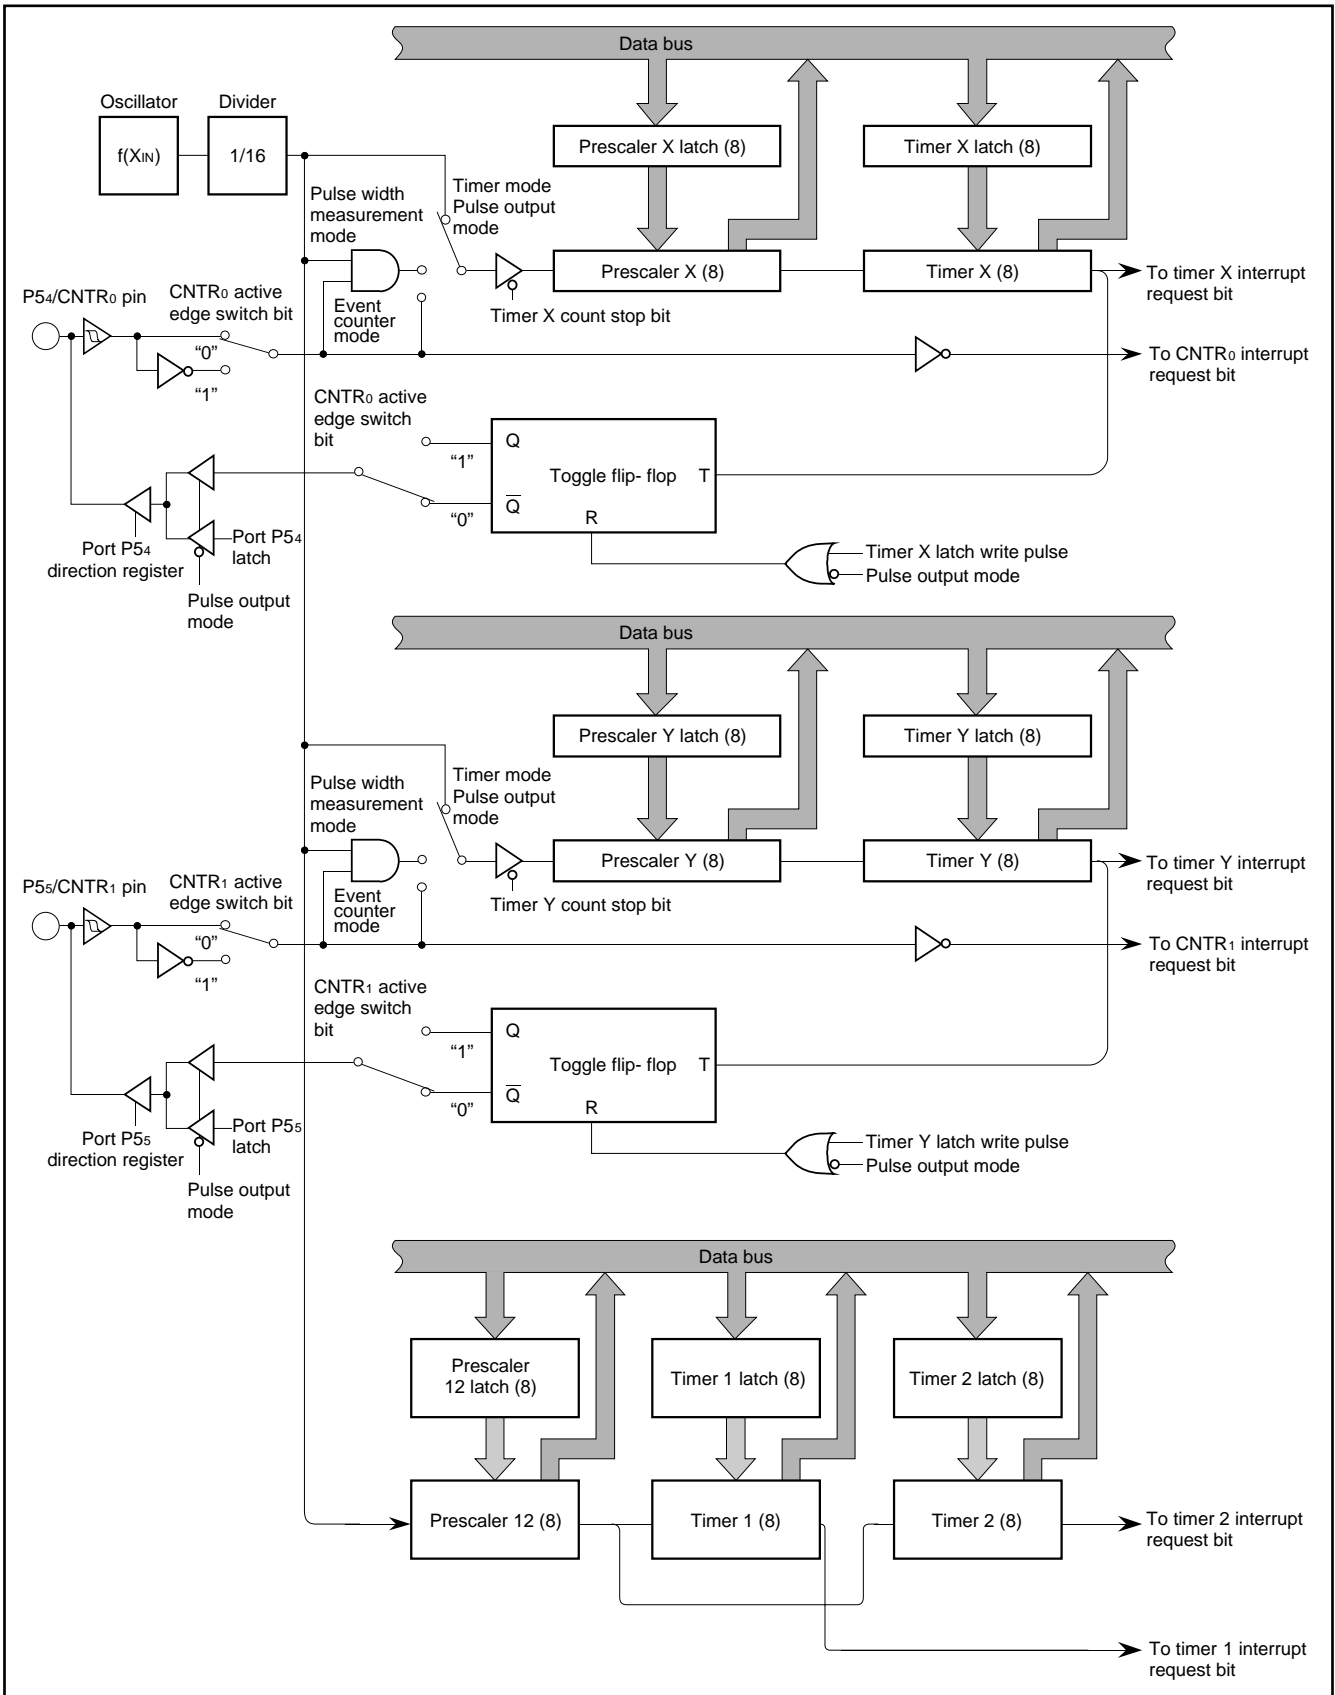 Data bus
Oscillator
Divider
f(XIN)
1/16
Prescaler X latch (8)
Timer X latch (8)
Pulse width
measurement
mode
Timer mode
Pulse output
mode
Prescaler X (8)
Timer X (8)
To timer X interrupt
request bit
P54/CNTR0 pin
CNTR0 active
edge switch bit
Event
counter
mode
Timer X count stop bit
“0”
“1”
To CNTR0 interrupt
request bit
CNTR0 active
edge switch
bit
“1”
Q
Toggle flip- flop
T
Q
“0”
R
Port P54
latch
Port P54
direction register
Timer X latch write pulse
Pulse output mode
Pulse output
mode
Data bus
Prescaler Y latch (8)
Timer Y latch (8)
Pulse width
measurement
mode
Timer mode
Pulse output
mode
Prescaler Y (8)
Timer Y (8)
To timer Y interrupt
request bit
P55/CNTR1 pin
CNTR1 active
edge switch bit
Event
counter
mode
Timer Y count stop bit
“0”
“1”
To CNTR1 interrupt
request bit
CNTR1 active
edge switch
bit
“1”
Q
Toggle flip- flop
T
Q
“0”
R
Port P55
latch
Port P55
direction register
Timer Y latch write pulse
Pulse output mode
Pulse output
mode
Data bus
Prescaler
12 latch (8)
Timer 1 latch (8)
Timer 2 latch (8)
Prescaler 12 (8)
Timer 1 (8)
Timer 2 (8)
To timer 2 interrupt
request bit
To timer 1 interrupt
request bit